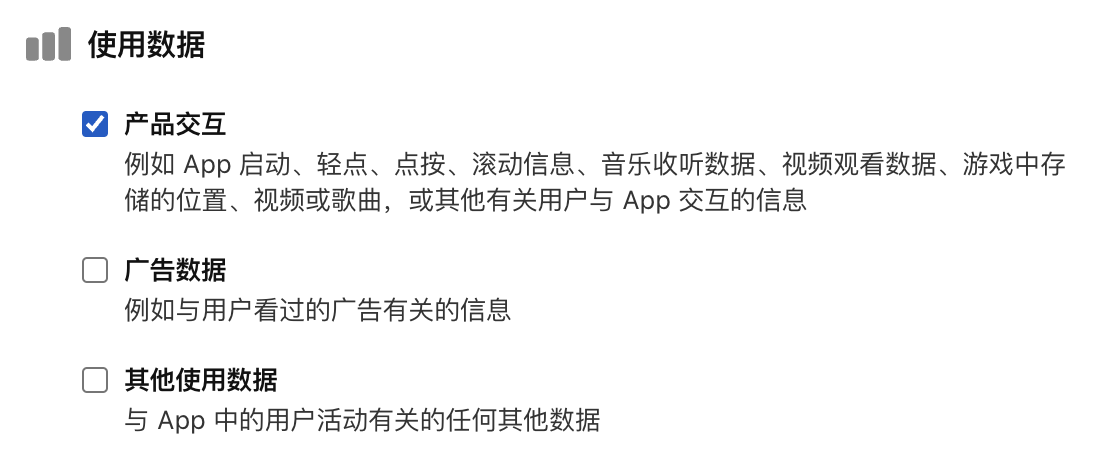 使用数据
产品交互
例如 App 启动、轻点、点按、滚动信息、音乐收听数据、视频观看数据、游戏中存
储的位置、视频或歌曲，或其他有关用户与 App 交互的信息
广告数据
例如与用户看过的广告有关的信息
其他使用数据
与 App 中的用户活动有关的任何其他数据